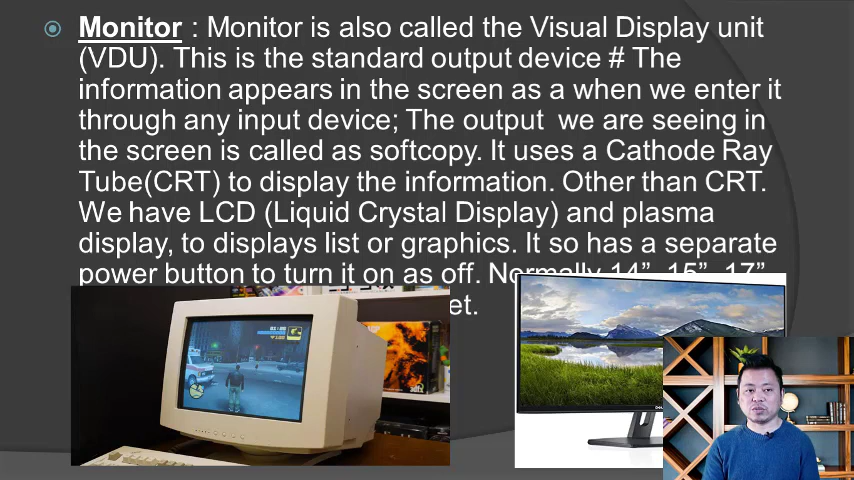 Monitor : Monitor is also called the Visual Display unit
(VDU). This is the standard output device # The
information appears in the screen as a when we enter it
through any input device; The output we are seeing in
the screen is called as softcopy. It uses a Cathode Ray
Tube(CRT) to display the information. Other than CRT.
We have LCD (Liquid Crystal Display) and plasma
display, to displays list or graphics. It so has a separate
power button to turn it on as off. Normally 14”, 15”, 17”
et.